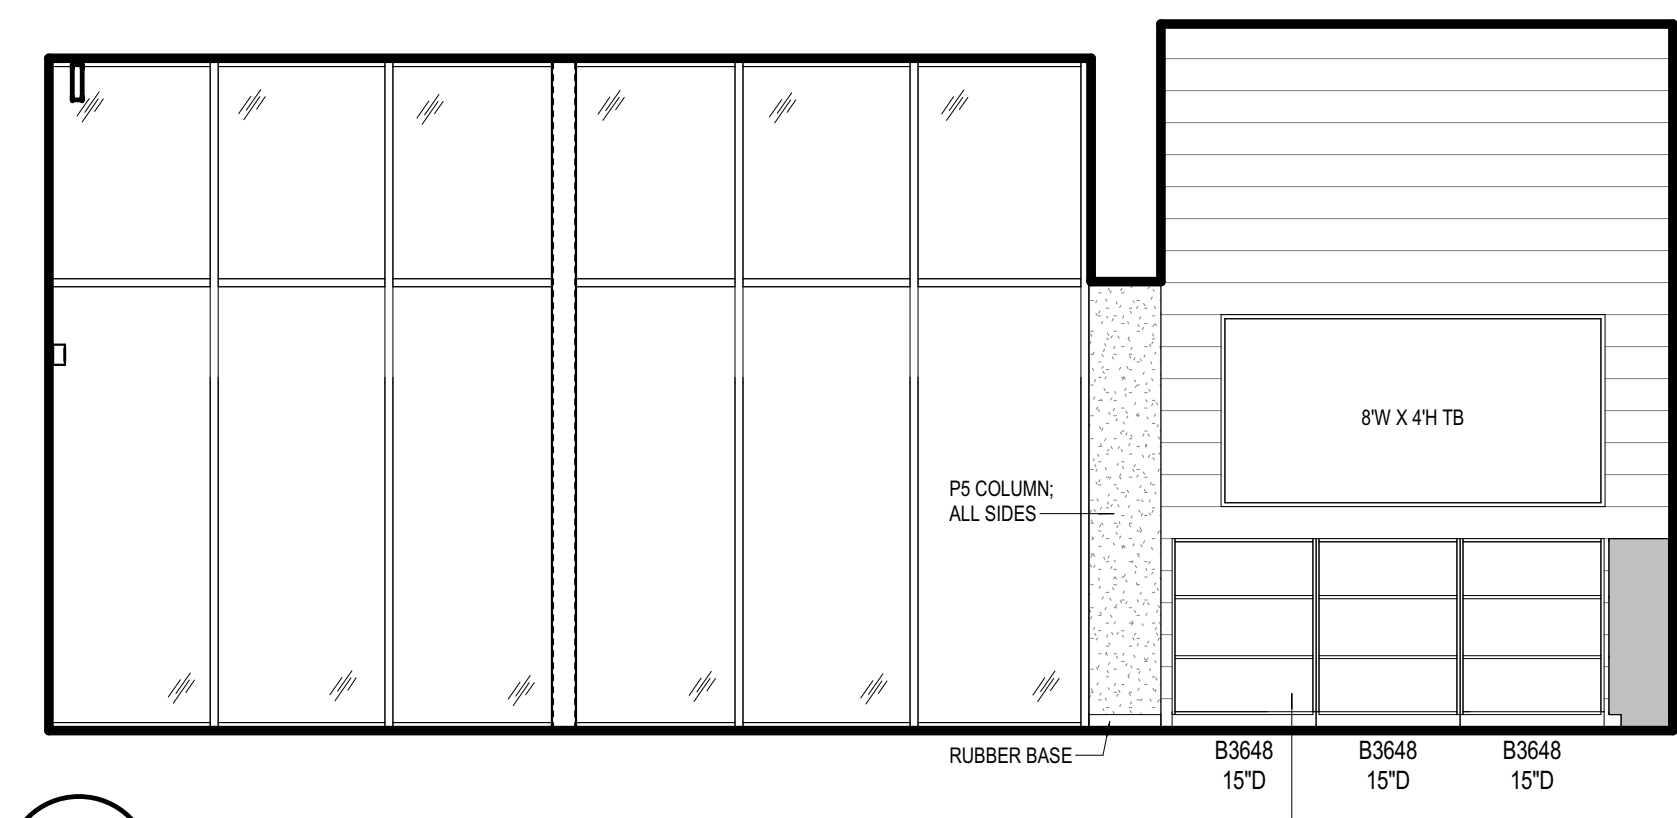 8'W X 4'H TB
P5 COLUMN;
ALL SIDES
RUBBER BASE
B3648
15"D
B3648
15"D
B3648
15"D